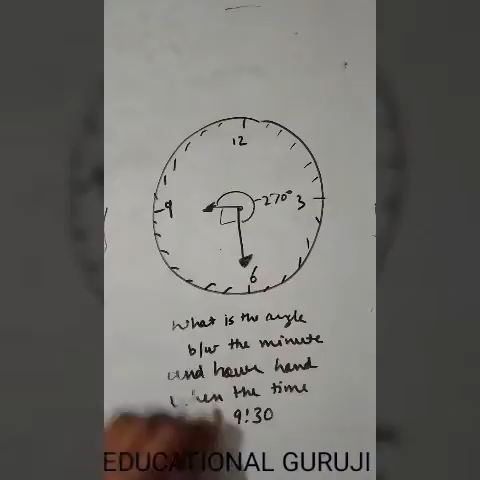 12
9
270°
3
6
What is the angle
b/w the minute
and hour hand
the time
9:30
EDUCATIONAL GURUJI